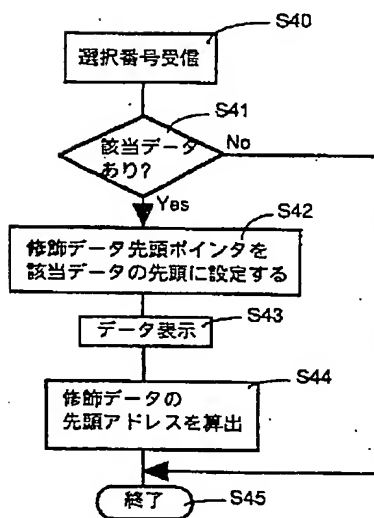 S40
選択番号受信
S41
該当データ
あり?
No
Yes
S42
修飾データ先頭ポインタを
該当データの先頭に設定する
S43
データ表示
S44
修飾データの
先頭アドレスを算出
終了
S45